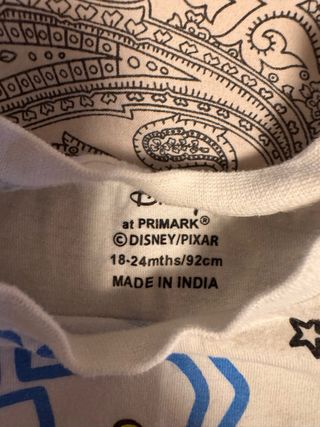 Disney
at PRIMARK®
©DISNEY/PIXAR
18-24mths/92cm
MADE IN INDIA